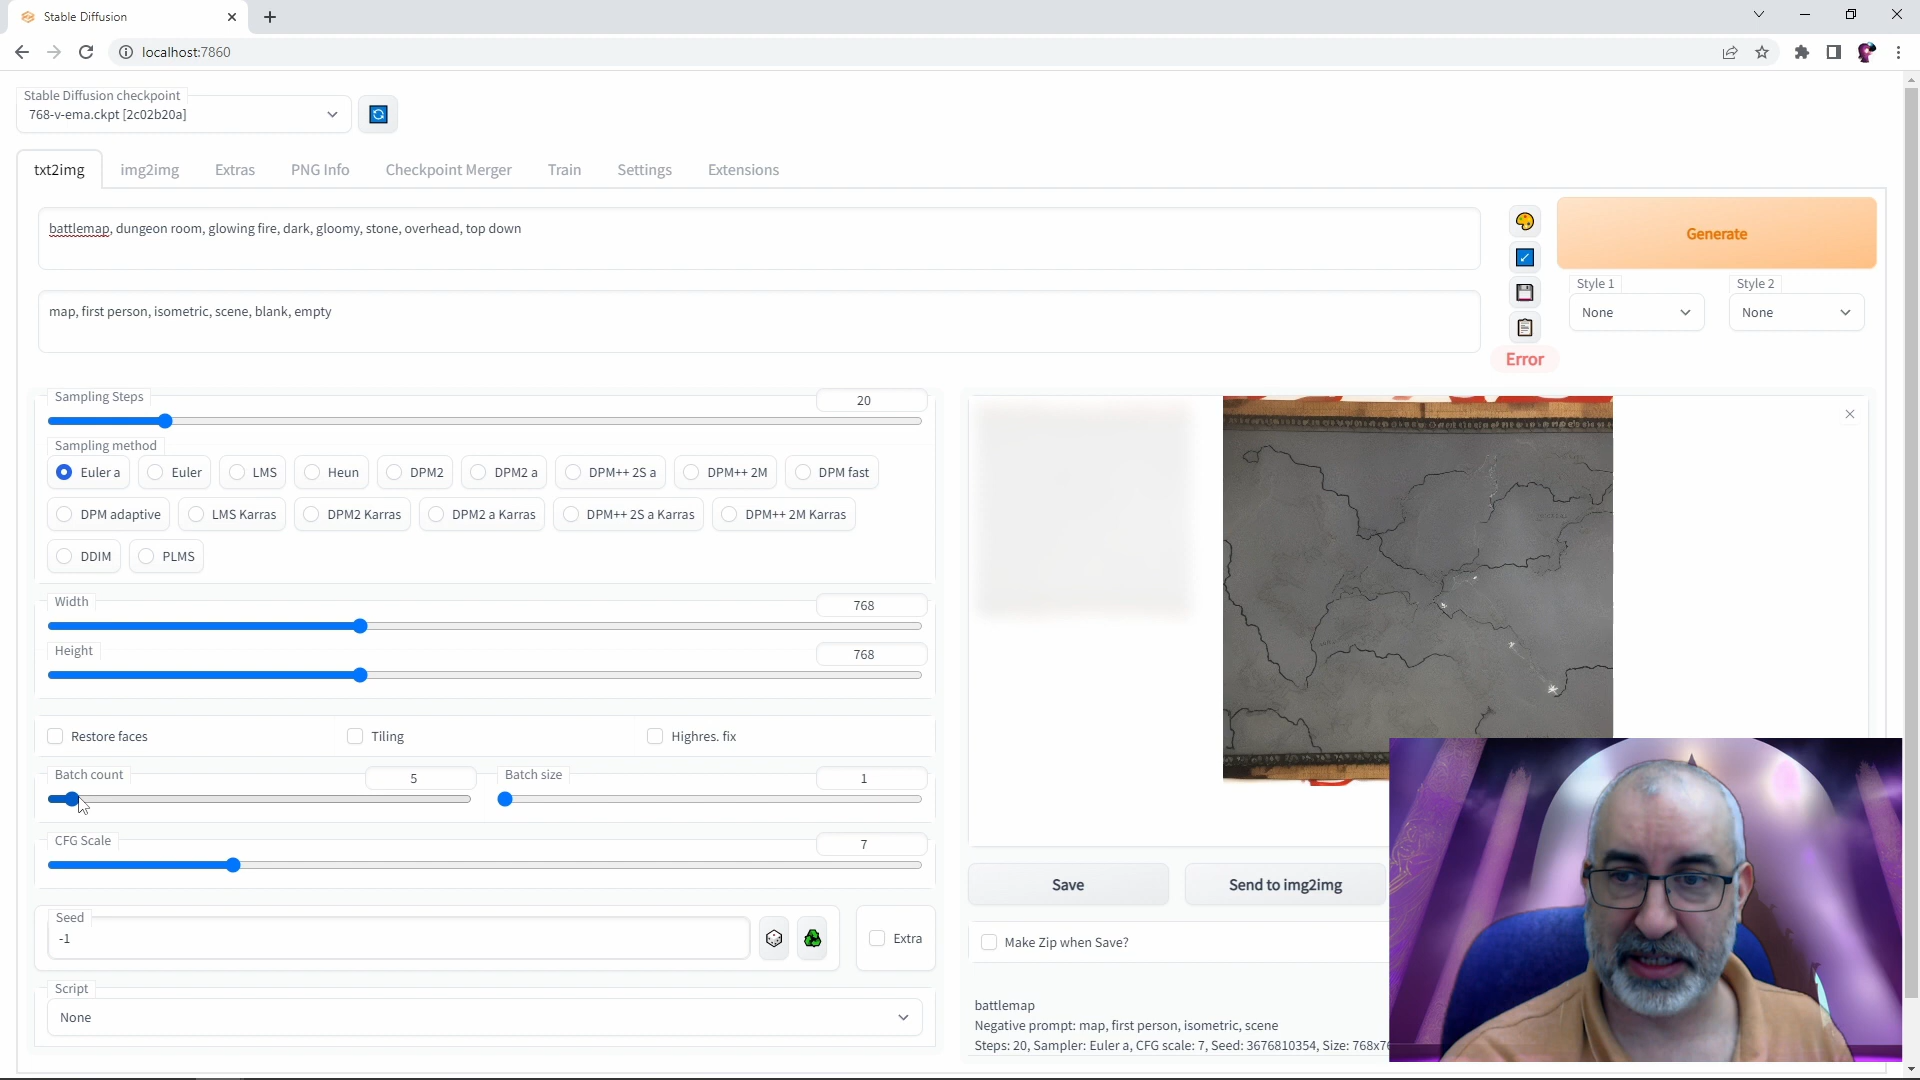 Stable Diffusion
localhost:7860
Stable Diffusion checkpoint
768-v-ema.ckpt [2c02b20a]
txt2img img2img Extras PNG Info Checkpoint Merger Train Settings Extensions
battlemap, dungeon room, glowing fire, dark, gloomy, stone, overhead, top down
Generate
Style 1 Style 2
None None
map, first person, isometric, scene, blank, empty
Error
Sampling Steps 20
Sampling method
Euler a Euler LMS Heun DPM2 DPM2 a DPM++ 2S a DPM++ 2M DPM fast
DPM adaptive LMS Karras DPM2 Karras DPM2 a Karras DPM++ 2S a Karras DPM++ 2M Karras
DDIM PLMS
Width 768
Height 768
Restore faces Tiling Highres. fix
Batch count 5 Batch size 1
CFG Scale 7
Seed
-1
Extra
Script
None
Save Send to img2img
Make Zip when Save?
battlemap
Negative prompt: map, first person, isometric, scene
Steps: 20, Sampler: Euler a, CFG scale: 7, Seed: 3676810354, Size: